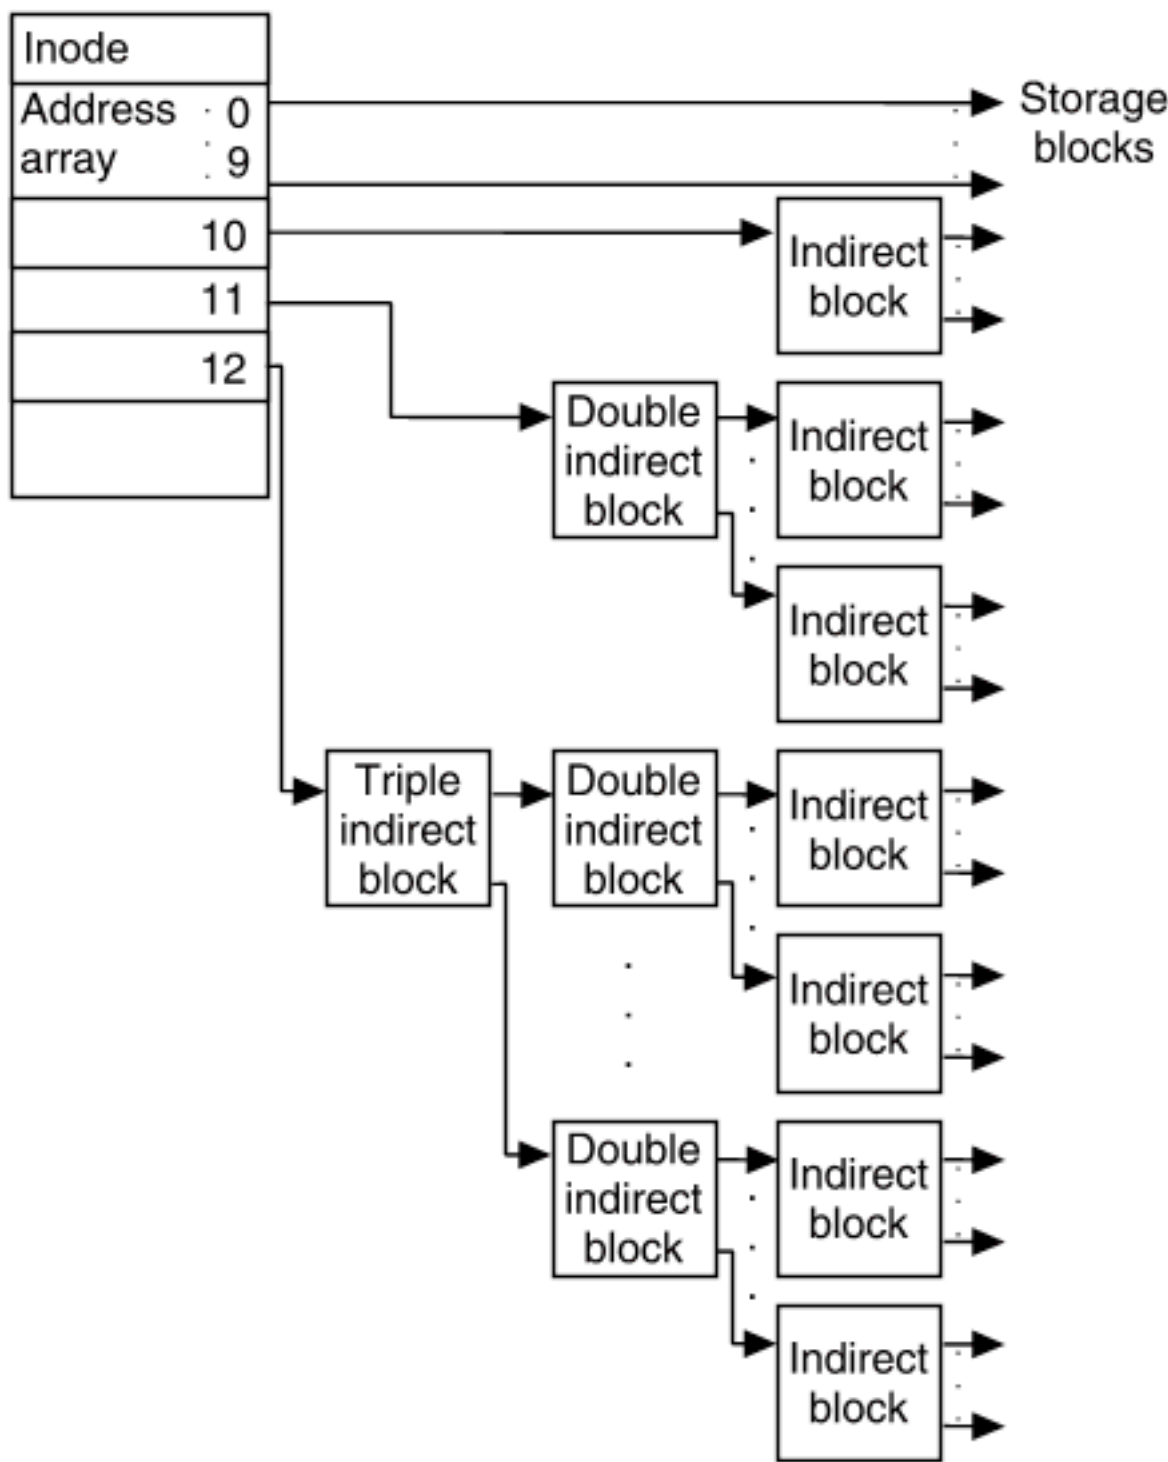 Inode
Address 0
array 9
Storage
blocks
10
Indirect
block
11
12
Double
indirect
block
Indirect
block
Indirect
block
Triple
indirect
block
Double
indirect
block
Indirect
block
Indirect
block
Double
indirect
block
Indirect
block
Indirect
block